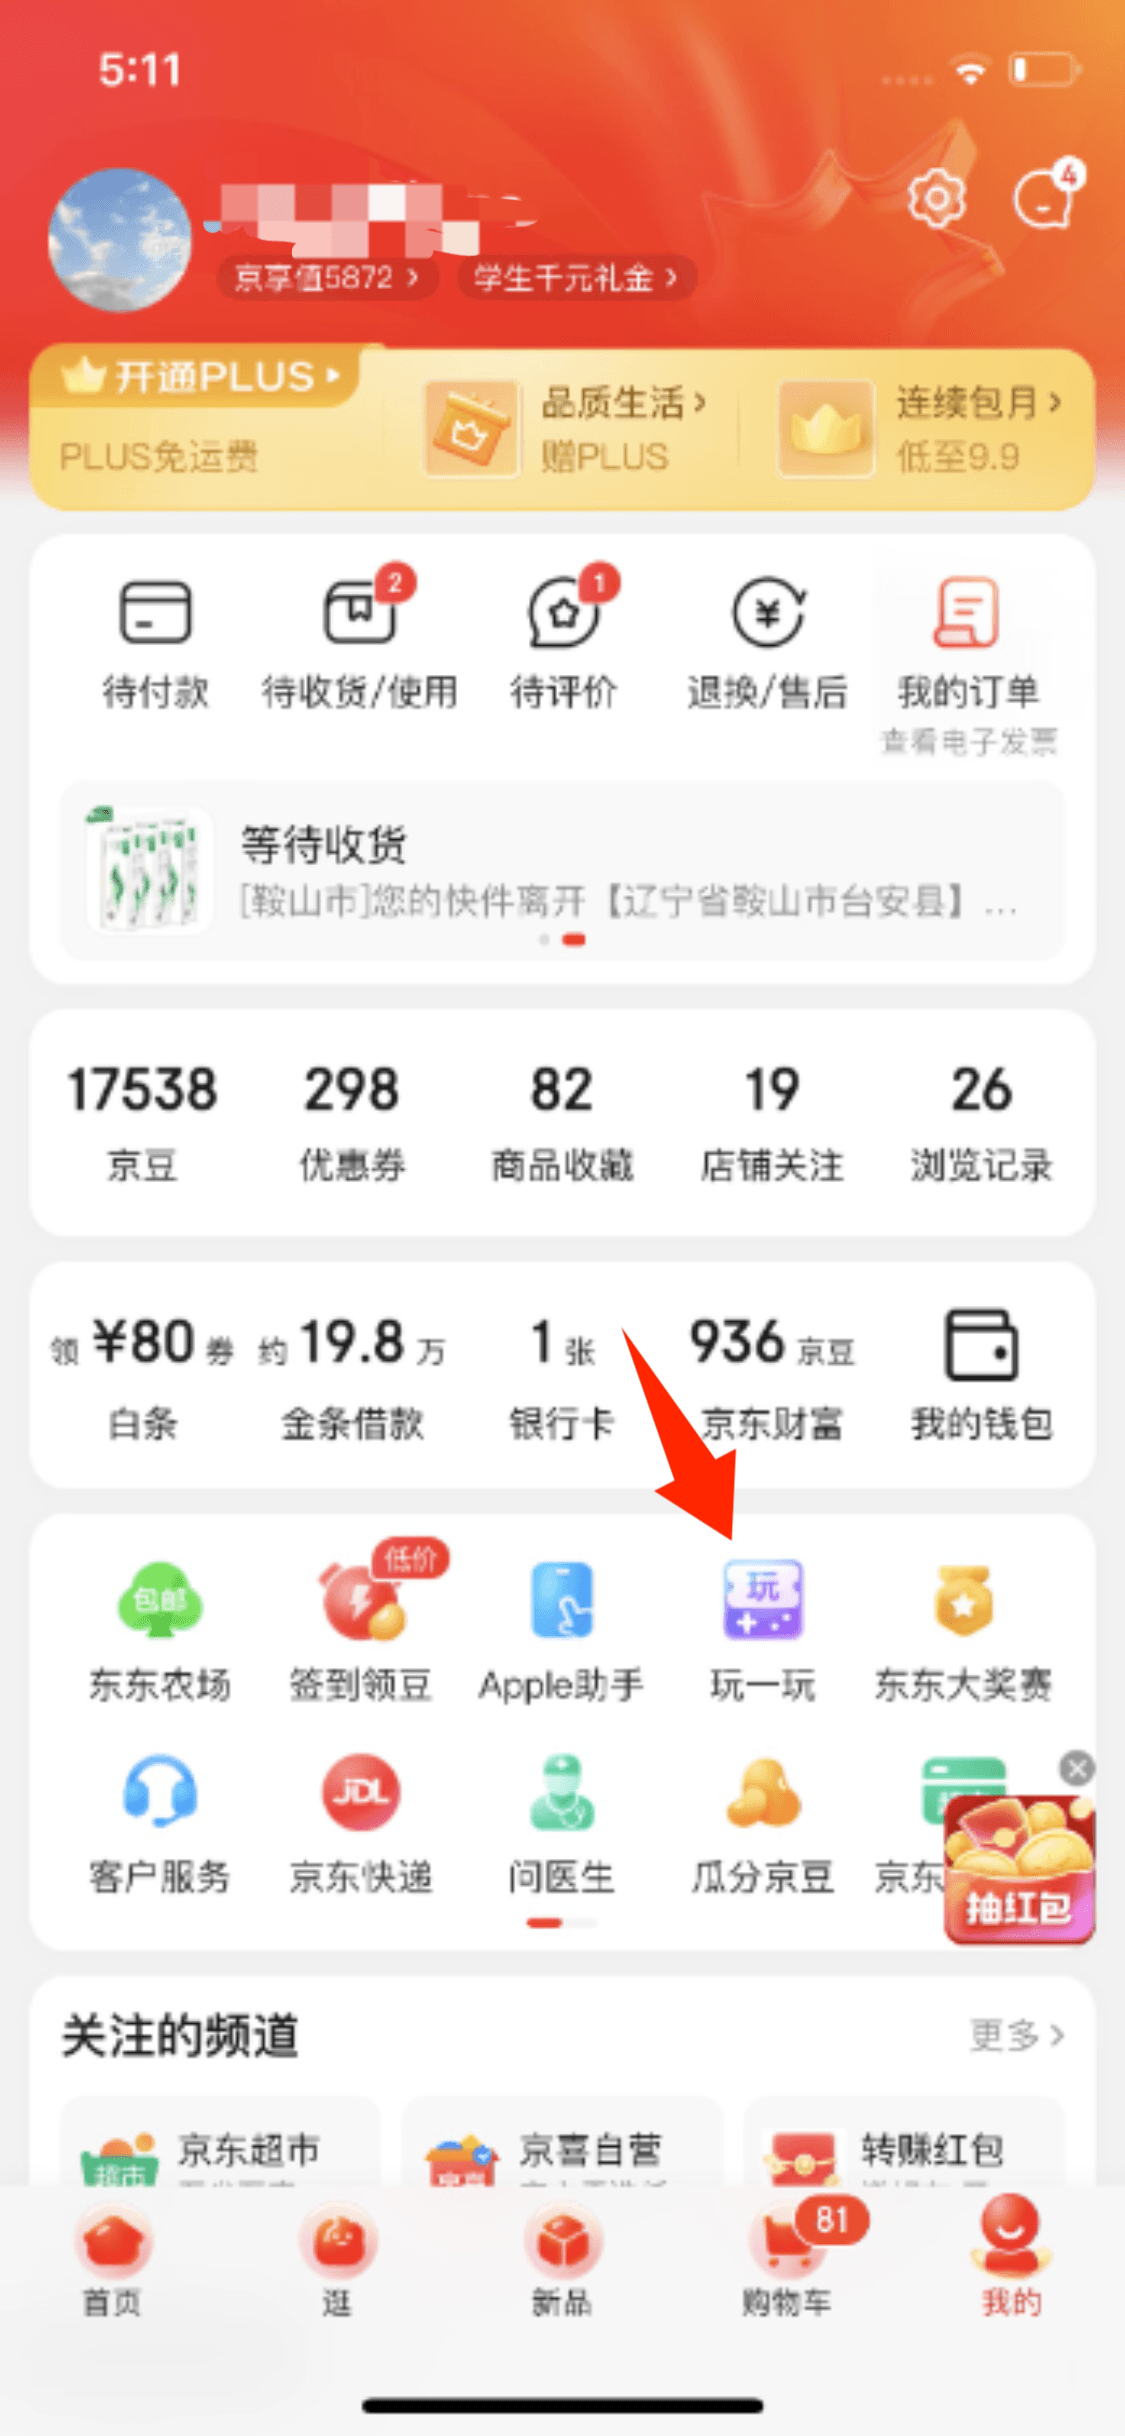 5:11
4
京享值5872 >
学生千元礼金 >
开通PLUS
PLUS免运费
品质生活 >
赠PLUS
连续包月 >
低至9.9
2
1
待付款
待收货/使用
待评价
退换/售后
我的订单
查看电子发票
等待收货
[鞍山市]您的快件离开【辽宁省鞍山市台安县】...
17538
298
82
19
26
京豆
优惠券
商品收藏
店铺关注
浏览记录
领 ¥80 券
约 19.8 万
1 张
936 京豆
白条
金条借款
银行卡
京东财富
我的钱包
包邮
低价
玩
东东农场
签到领豆
Apple助手
玩一玩
东东大奖赛
JDL
客户服务
京东快递
问医生
瓜分京豆
京东
抽红包
关注的频道
更多 >
超市
京东超市
京喜自营
转赚红包
81
首页
逛
新品
购物车
我的